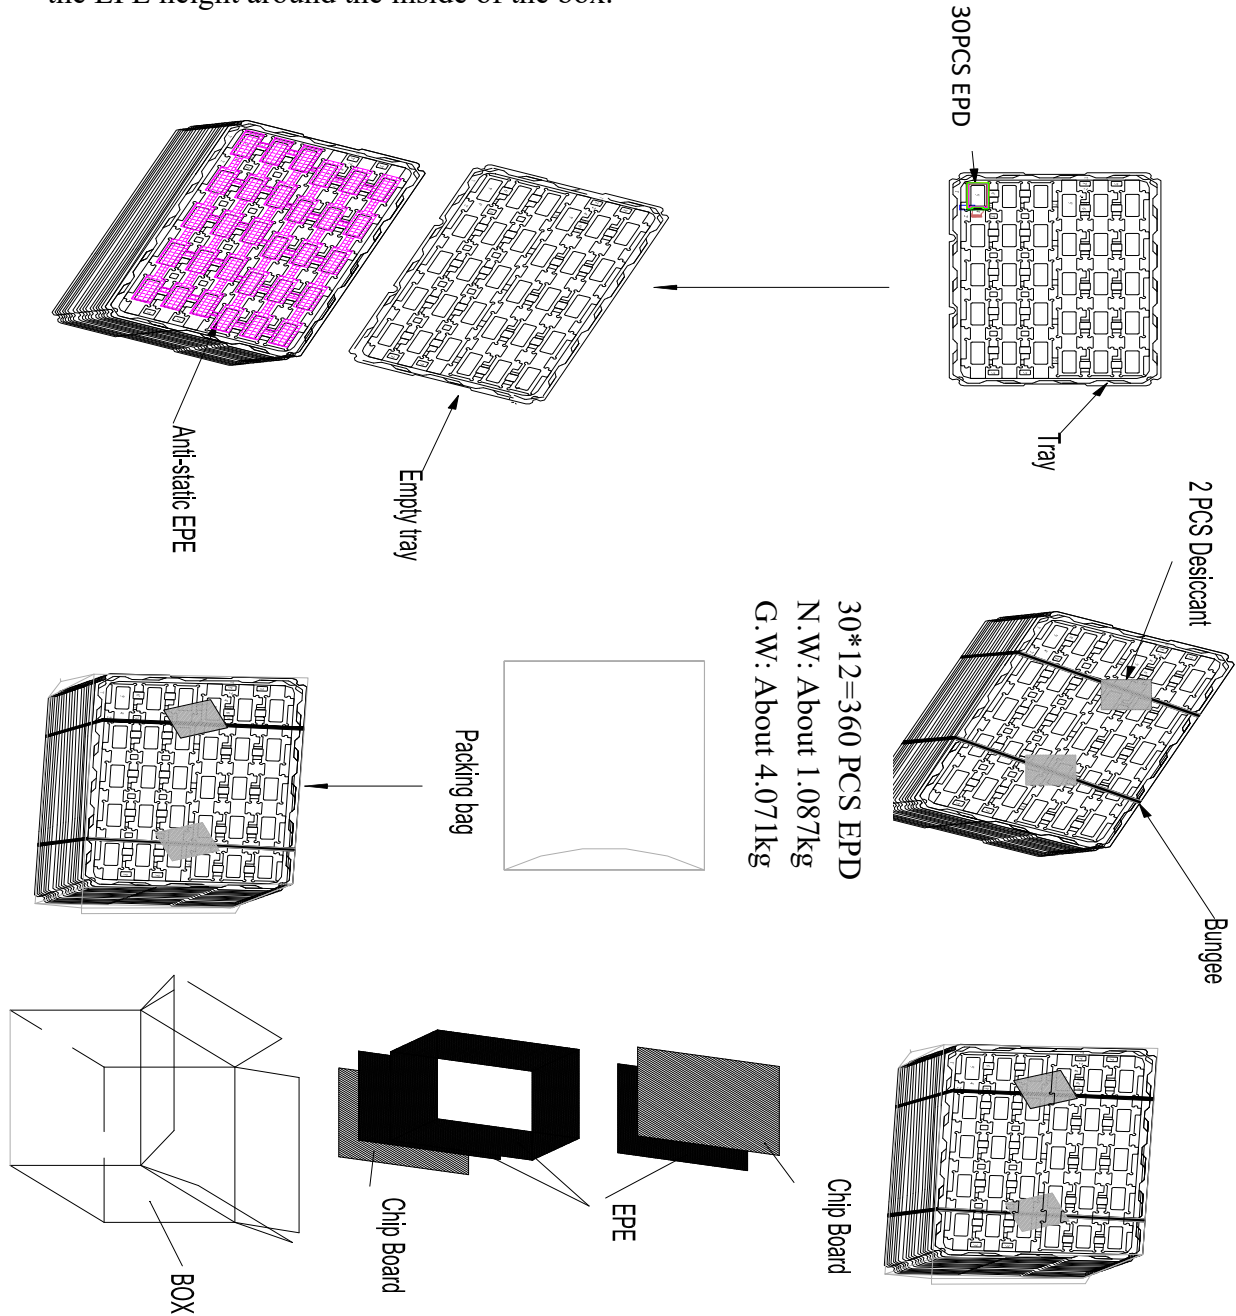 the EPE height around the inside of the box.
30PCS EPD
Tray
Empty tray
Anti-static EPE
2 PCS Desiccant
Bungee
30*12=360 PCS EPD
N.W: About 1.087kg
G.W: About 4.071kg
Packing bag
Chip Board
EPE
Chip Board
BOX